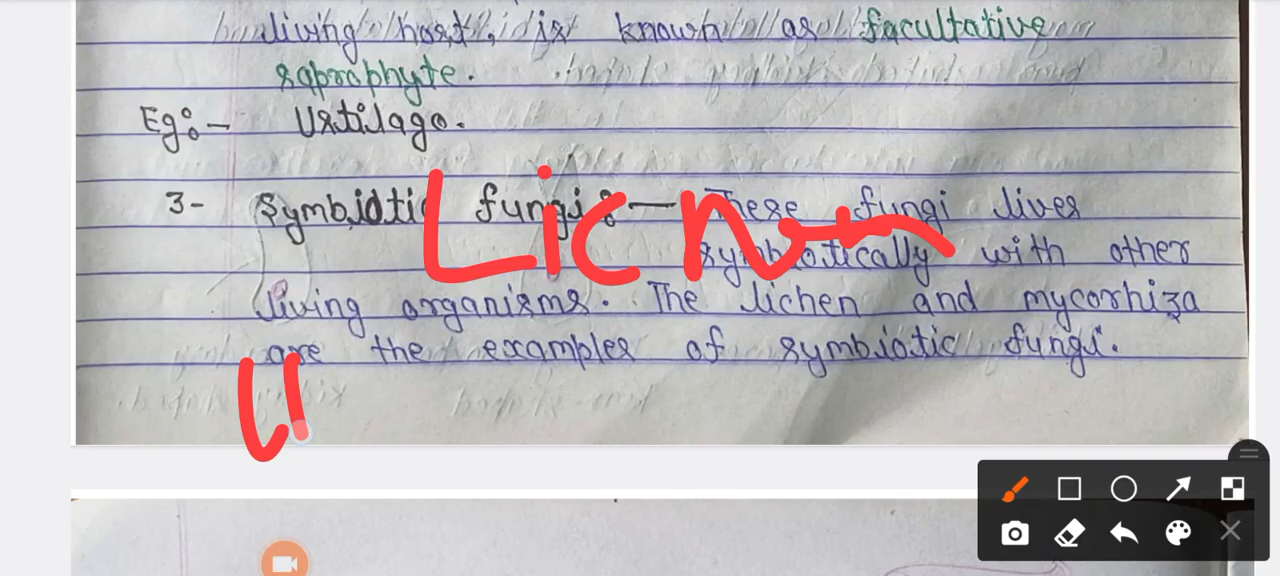 living host, is known as facultative
saprophyte.
Eg:- Ustilago.
3- Symbiotic fungi:- These fungi lives
symbiotically with other
living organisms. The lichen and mycorhiza
are the examples of symbiotic fungi.
Licn